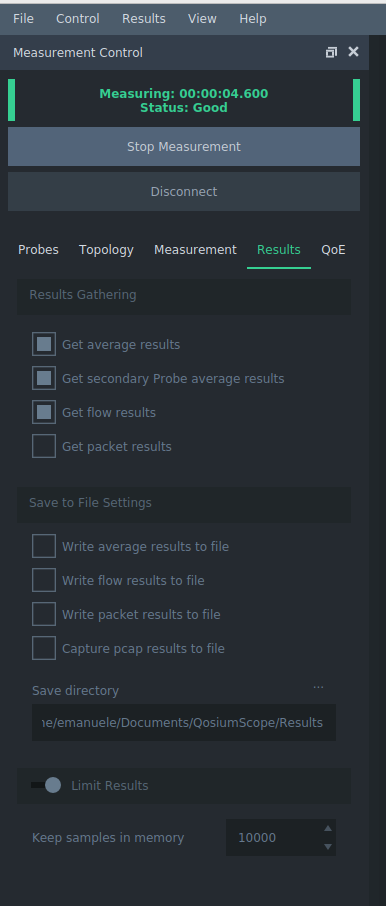 File Control Results View Help
Measurement Control
Measuring: 00:00:04.600
Status: Good
Stop Measurement
Disconnect
Probes Topology Measurement Results QoE
Results Gathering
Get average results
Get secondary Probe average results
Get flow results
Get packet results
Save to File Settings
Write average results to file
Write flow results to file
Write packet results to file
Capture pcap results to file
Save directory ...
ne/emanuele/Documents/QosiumScope/Results
Limit Results
Keep samples in memory 10000